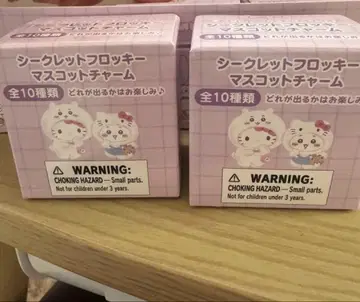 シークレットフロッキー
マスコットチャーム
全10種類 どれが出るかはお楽しみ♪
WARNING:
CHOKING HAZARD — Small parts.
Not for children under 3 years.
シークレットフロッキー
マスコットチャーム
全10種類 どれが出るかはお楽しみ♪
WARNING:
CHOKING HAZARD — Small parts.
Not for children under 3 years.